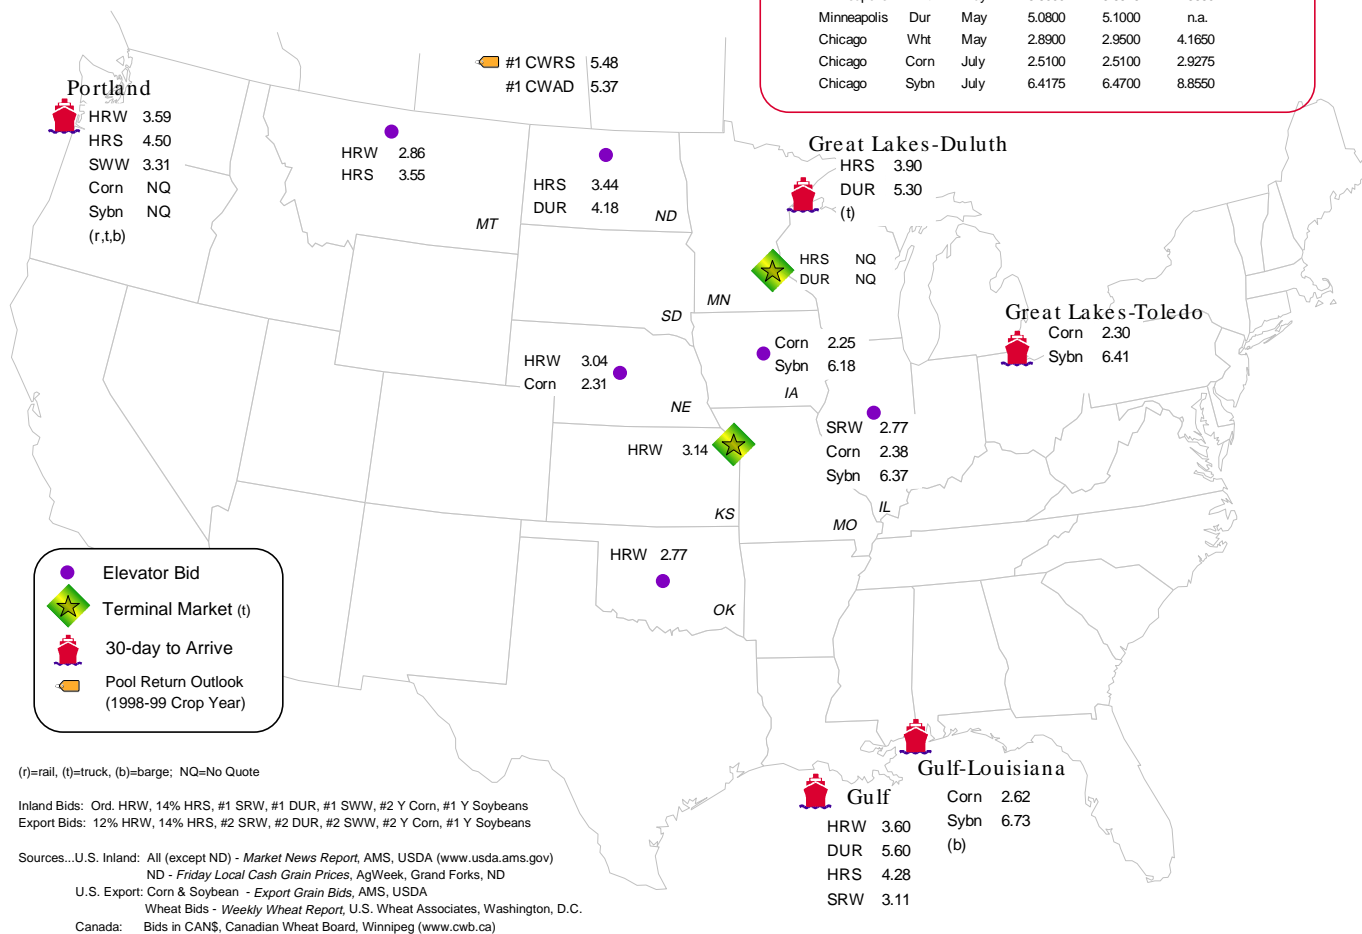 Minneapolis Dur May 5.0800 5.1000 n.a.
Chicago Wht May 2.8900 2.9500 4.1650
Chicago Corn July 2.5100 2.5100 2.9275
Chicago Sybn July 6.4175 6.4700 8.8550
#1 CWRS 5.48
#1 CWAD 5.37
Portland
HRW 3.59
HRS 4.50
SWW 3.31
Corn NQ
Sybn NQ
(r,t,b)
HRW 2.86
HRS 3.55
MT
HRS 3.44
DUR 4.18
ND
Great Lakes-Duluth
HRS 3.90
DUR 5.30
(t)
HRS NQ
DUR NQ
MN
SD
Great Lakes-Toledo
Corn 2.30
Sybn 6.41
Corn 2.25
Sybn 6.18
IA
HRW 3.04
Corn 2.31
NE
SRW 2.77
Corn 2.38
Sybn 6.37
IL
HRW 3.14
KS
MO
HRW 2.77
OK
Elevator Bid
Terminal Market (t)
30-day to Arrive
Pool Return Outlook
(1998-99 Crop Year)
Gulf-Louisiana
Corn 2.62
Sybn 6.73
(b)
Gulf
HRW 3.60
DUR 5.60
HRS 4.28
SRW 3.11
(r)=rail, (t)=truck, (b)=barge; NQ=No Quote
Inland Bids: Ord. HRW, 14% HRS, #1 SRW, #1 DUR, #1 SWW, #2 Y Corn, #1 Y Soybeans
Export Bids: 12% HRW, 14% HRS, #2 SRW, #2 DUR, #2 SWW, #2 Y Corn, #1 Y Soybeans
Sources...U.S. Inland: All (except ND) - Market News Report, AMS, USDA (www.usda.ams.gov)
ND - Friday Local Cash Grain Prices, AgWeek, Grand Forks, ND
U.S. Export: Corn & Soybean - Export Grain Bids, AMS, USDA
Wheat Bids - Weekly Wheat Report, U.S. Wheat Associates, Washington, D.C.
Canada: Bids in CAN$, Canadian Wheat Board, Winnipeg (www.cwb.ca)